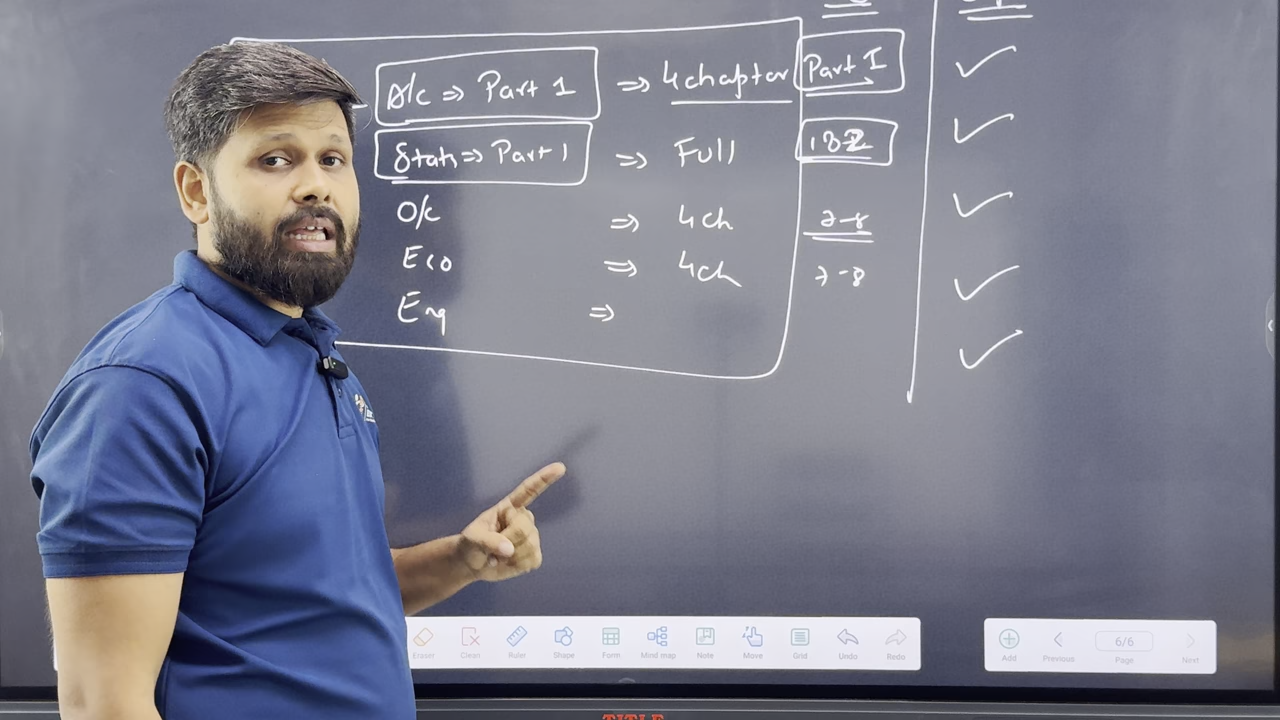 A/c ⇒ Part 1 ⇒ 4chapter Part I
Stats ⇒ Part 1 ⇒ Full 1&2
O/c ⇒ 4ch 7-8
Eco ⇒ 4ch 7-8
Eng ⇒
Eraser Clean Ruler Shape Form Mind map Note Move Grid Undo Redo
Add Previous 6/6 Page Next